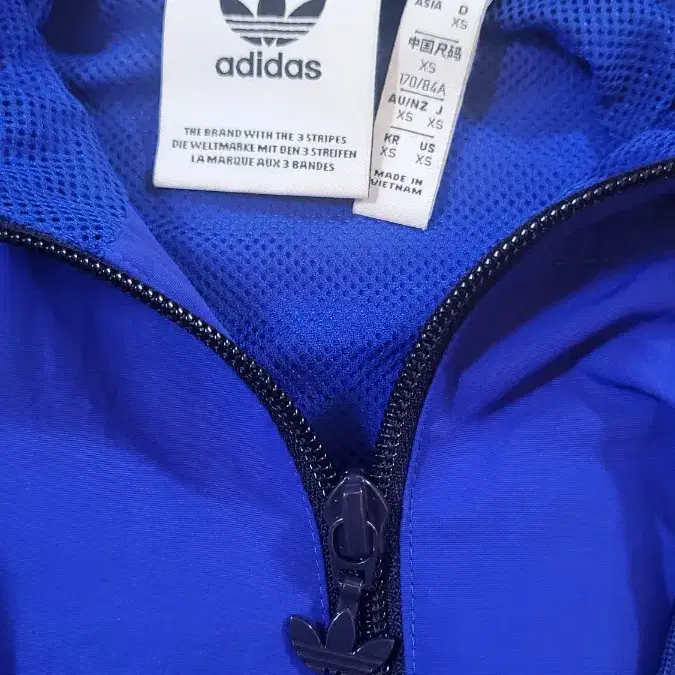 adidas
THE BRAND WITH THE 3 STRIPES
DIE WELTMARKE MIT DEN 3 STREIFEN
LA MARQUE AUX 3 BANDES
ASIA D
XS XS
中国尺码
XS
170/84A
AU/NZ J
XS XS
KR US
XS XS
MADE IN
VIETNAM